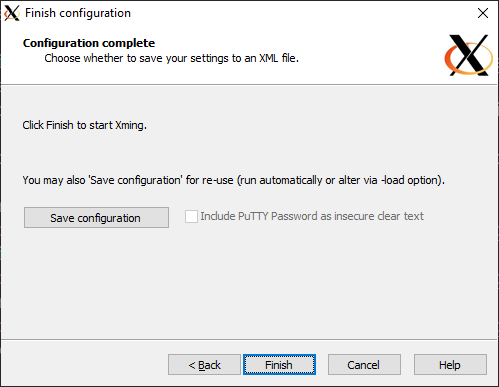 Finish configuration
Configuration complete
Choose whether to save your settings to an XML file.
Click Finish to start Xming.
You may also 'Save configuration' for re-use (run automatically or alter via -load option).
Save configuration
Include PuTTY Password as insecure clear text
< Back
Finish
Cancel
Help